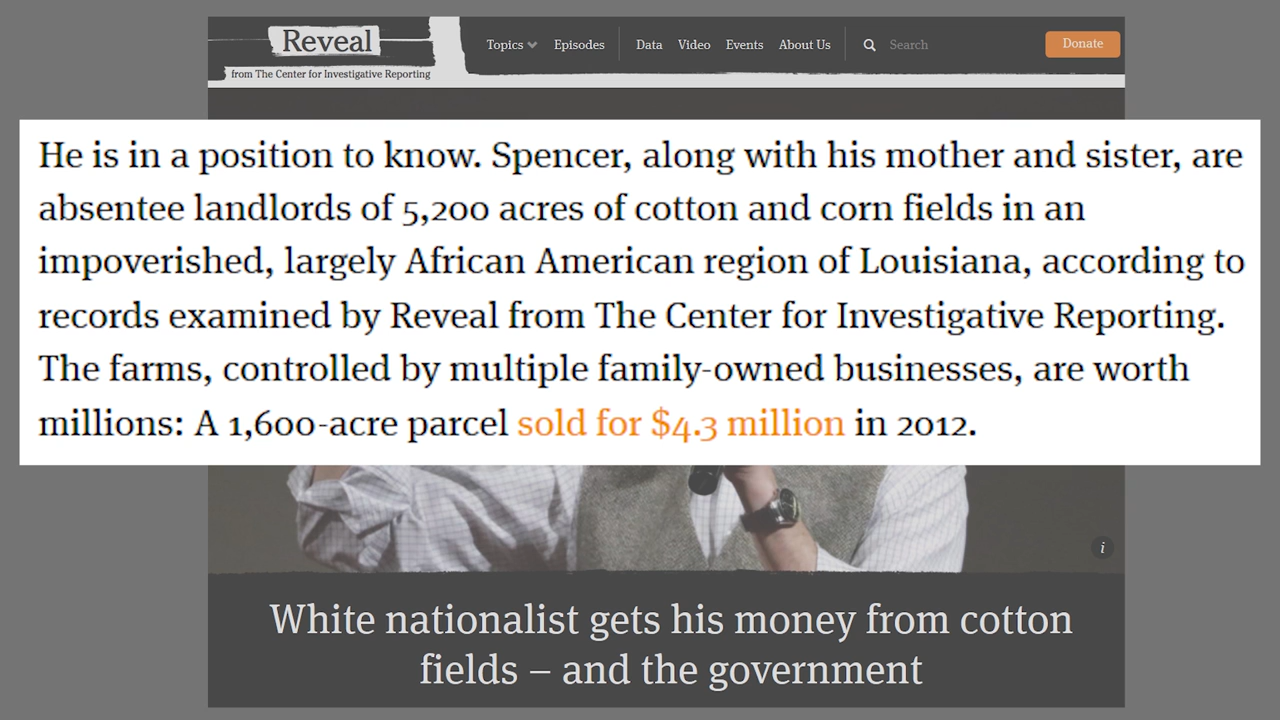 Reveal
from The Center for Investigative Reporting
Topics Episodes Data Video Events About Us Search Donate
He is in a position to know. Spencer, along with his mother and sister, are
absentee landlords of 5,200 acres of cotton and corn fields in an
impoverished, largely African American region of Louisiana, according to
records examined by Reveal from The Center for Investigative Reporting.
The farms, controlled by multiple family-owned businesses, are worth
millions: A 1,600-acre parcel sold for $4.3 million in 2012.
i
White nationalist gets his money from cotton
fields – and the government